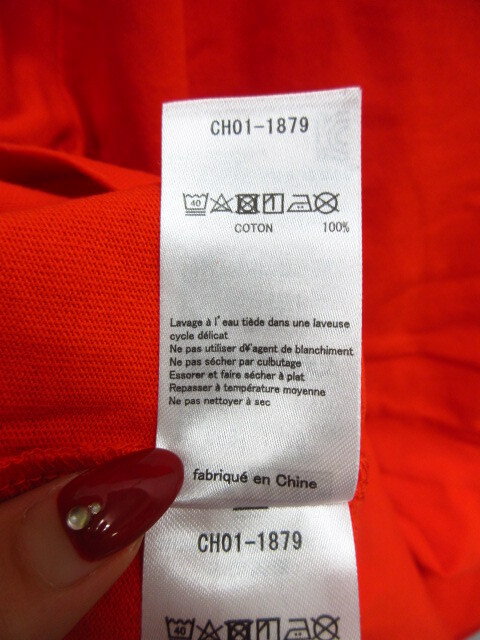 CH01-1879
40
COTON 100%
Lavage à l'eau tiède dans une laveuse
cycle délicat
Ne pas utiliser d¥agent de blanchiment
Ne pas sécher par culbutage
Essorer et faire sécher à plat
Repasser à température moyenne
Ne pas nettoyer à sec
fabriqué en Chine
CH01-1879
40